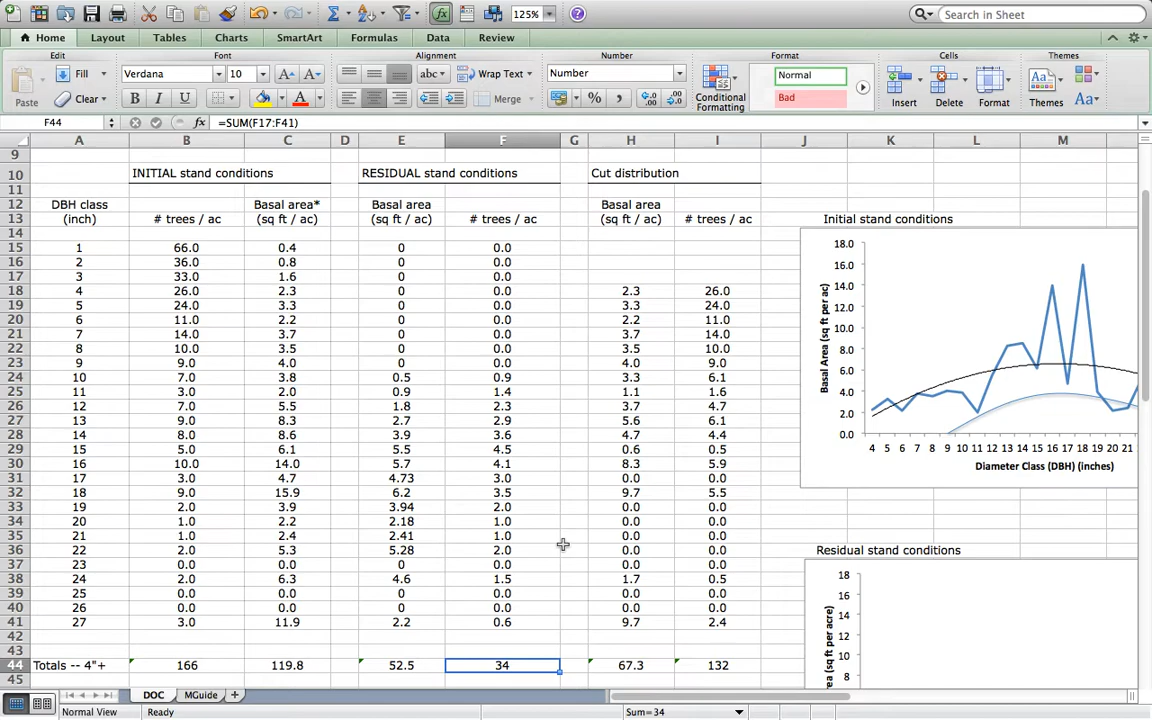 125%
Search in Sheet
Home Layout Tables Charts SmartArt Formulas Data Review
Edit Font Alignment Number Format Cells Themes
Paste Fill Clear
Verdana 10
B I U
abc Wrap Text Merge
Number
Conditional Formatting
Normal
Bad
Insert Delete Format Themes Aa
F44 fx =SUM(F17:F41)
A B C D E F G H I J K L M
9
10 INITIAL stand conditions RESIDUAL stand conditions Cut distribution
11
12 DBH class Basal area* Basal area Basal area
13 (inch) # trees / ac (sq ft / ac) (sq ft / ac) # trees / ac (sq ft / ac) # trees / ac Initial stand conditions
14
15 1 66.0 0.4 0 0.0
16 2 36.0 0.8 0 0.0
17 3 33.0 1.6 0 0.0
18 4 26.0 2.3 0 0.0 2.3 26.0
19 5 24.0 3.3 0 0.0 3.3 24.0
20 6 11.0 2.2 0 0.0 2.2 11.0
21 7 14.0 3.7 0 0.0 3.7 14.0
22 8 10.0 3.5 0 0.0 3.5 10.0
23 9 9.0 4.0 0 0.0 4.0 9.0
24 10 7.0 3.8 0.5 0.9 3.3 6.1
25 11 3.0 2.0 0.9 1.4 1.1 1.6
26 12 7.0 5.5 1.8 2.3 3.7 4.7
27 13 9.0 8.3 2.7 2.9 5.6 6.1
28 14 8.0 8.6 3.9 3.6 4.7 4.4
29 15 5.0 6.1 5.5 4.5 0.6 0.5
30 16 10.0 14.0 5.7 4.1 8.3 5.9
31 17 3.0 4.7 4.73 3.0 0.0 0.0
32 18 9.0 15.9 6.2 3.5 9.7 5.5
33 19 2.0 3.9 3.94 2.0 0.0 0.0
34 20 1.0 2.2 2.18 1.0 0.0 0.0
35 21 1.0 2.4 2.41 1.0 0.0 0.0
36 22 2.0 5.3 5.28 2.0 0.0 0.0
37 23 0.0 0.0 0 0.0 0.0 0.0
38 24 2.0 6.3 4.6 1.5 1.7 0.5
39 25 0.0 0.0 0 0.0 0.0 0.0
40 26 0.0 0.0 0 0.0 0.0 0.0
41 27 3.0 11.9 2.2 0.6 9.7 2.4
42
43
44 Totals -- 4"+ 166 119.8 52.5 34 67.3 132
45
Basal Area (sq ft per ac)
18.0
16.0
14.0
12.0
10.0
8.0
6.0
4.0
2.0
0.0
4 5 6 7 8 9 10 11 12 13 14 15 16 17 18 19 20 21
Diameter Class (DBH) (inches)
Residual stand conditions
(sq ft per acre)
18
16
14
12
10
8
DOC MGuide
Normal View Ready Sum=34